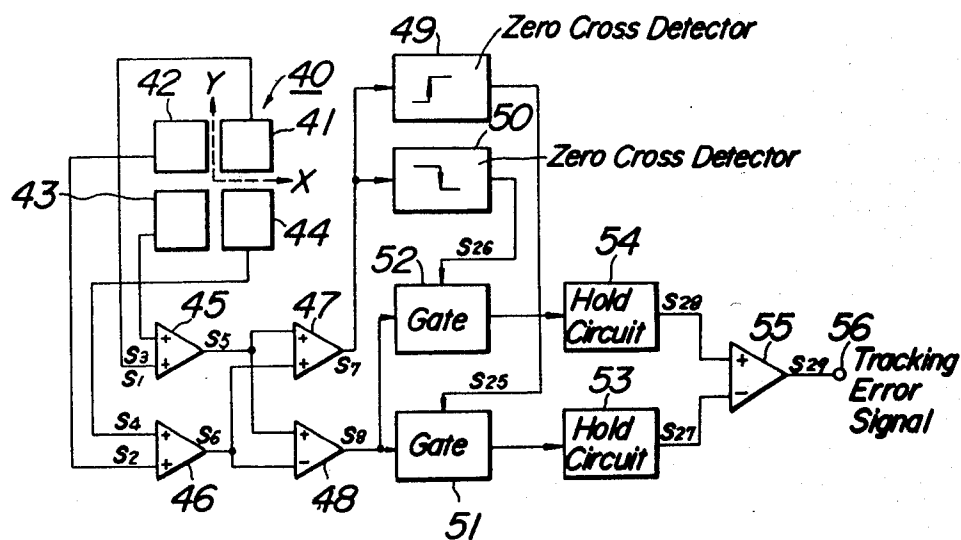 49 Zero Cross Detector
42 Y 40
41
50
Zero Cross Detector
X
43
44
S26
52
54
Gate
Hold
Circuit
S28
45
47
S5
S7
S3
S1
+
+
+
+
55
56
+
-
S29
Tracking
Error
Signal
S25
53
S4
S2
+
+
S6
+
-
S8
Gate
Hold
Circuit
S27
46
48
51